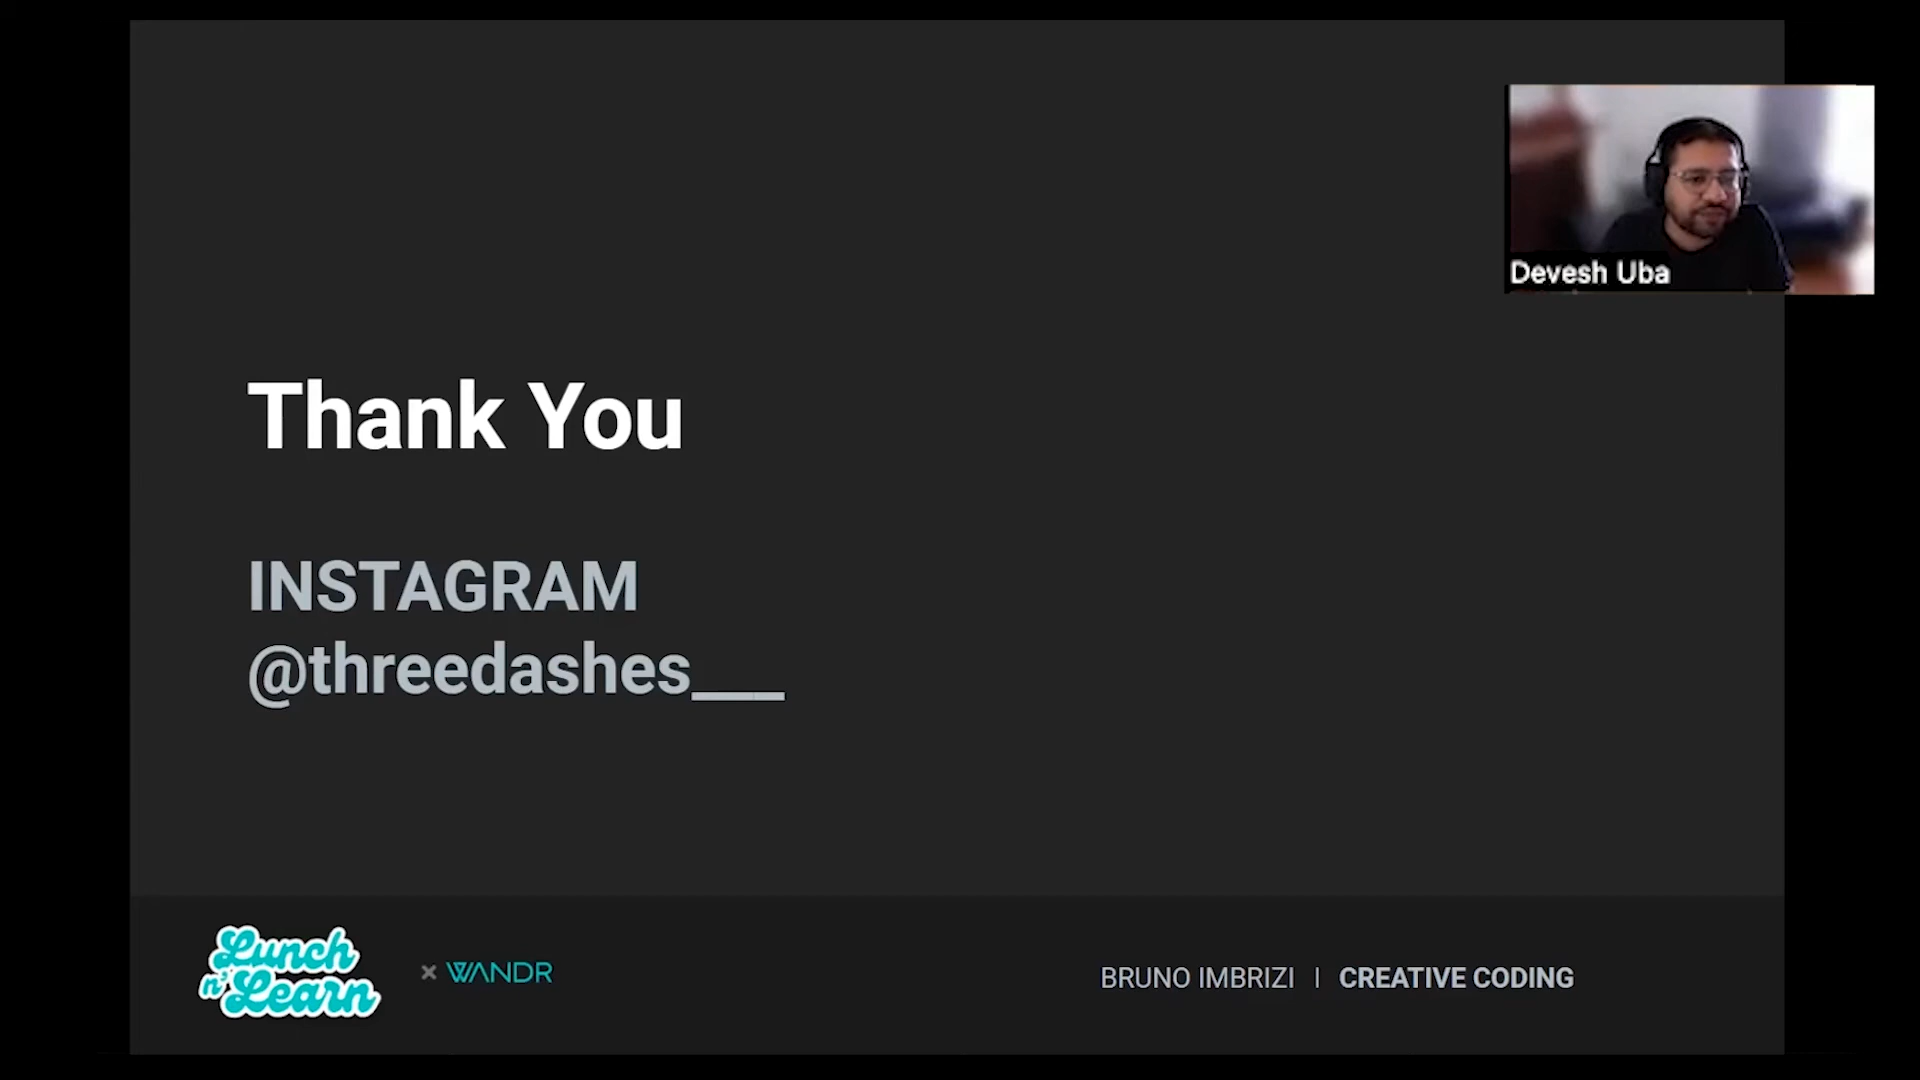 Devesh Uba
Thank You
INSTAGRAM
@threedashes___
Lunch
n' Learn
× WANDR
BRUNO IMBRIZI | CREATIVE CODING